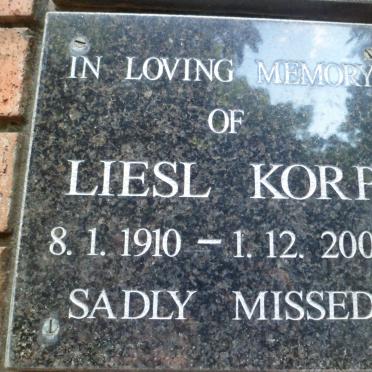 IN LOVING MEMORY
OF
LIESL KORP
8. 1. 1910 – 1. 12. 200
SADLY MISSED